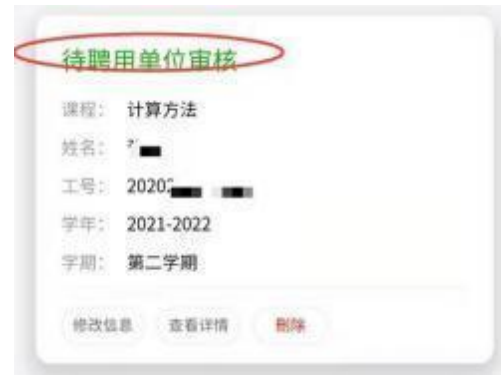 待聘用单位审核
课程： 计算方法
姓名：
工号： 2020
学年： 2021-2022
学期： 第二学期
修改信息 查看详情 删除